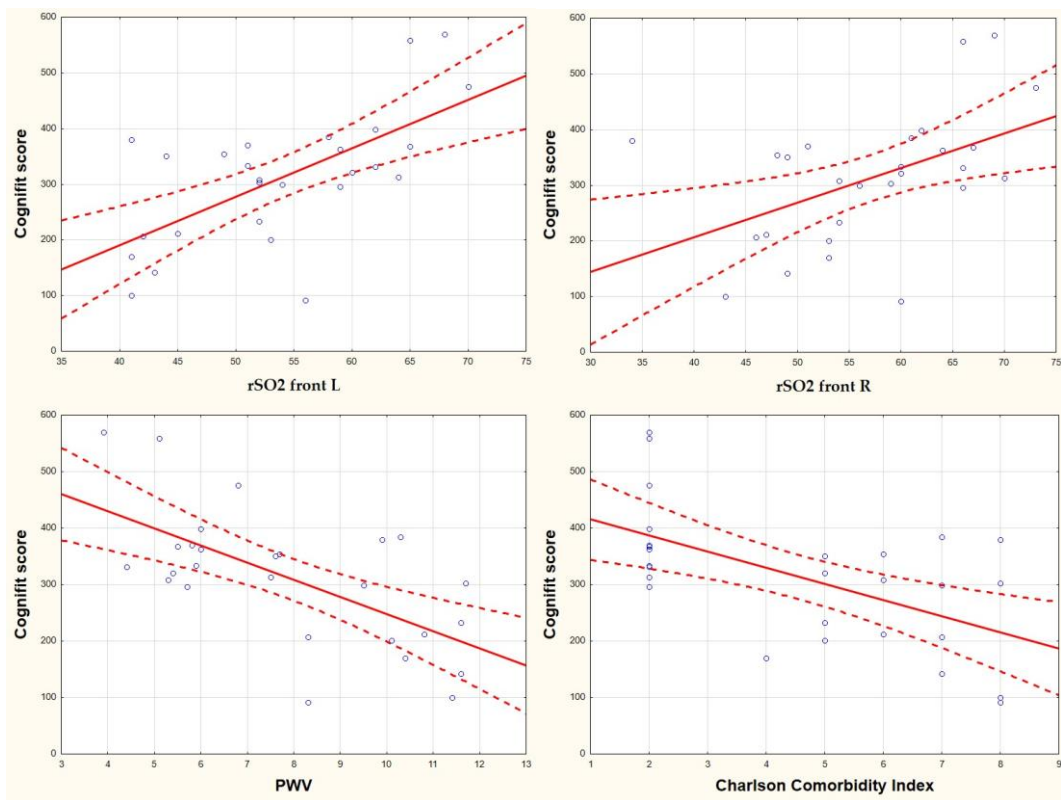 600
500
400
300
200
100
0
Cognifit score
35 40 45 50 55 60 65 70 75
rSO2 front L
600
500
400
300
200
100
0
Cognifit score
30 35 40 45 50 55 60 65 70 75
rSO2 front R
600
500
400
300
200
100
0
Cognifit score
3 4 5 6 7 8 9 10 11 12 13
PWV
600
500
400
300
200
100
0
Cognifit score
1 2 3 4 5 6 7 8 9
Charlson Comorbidity Index